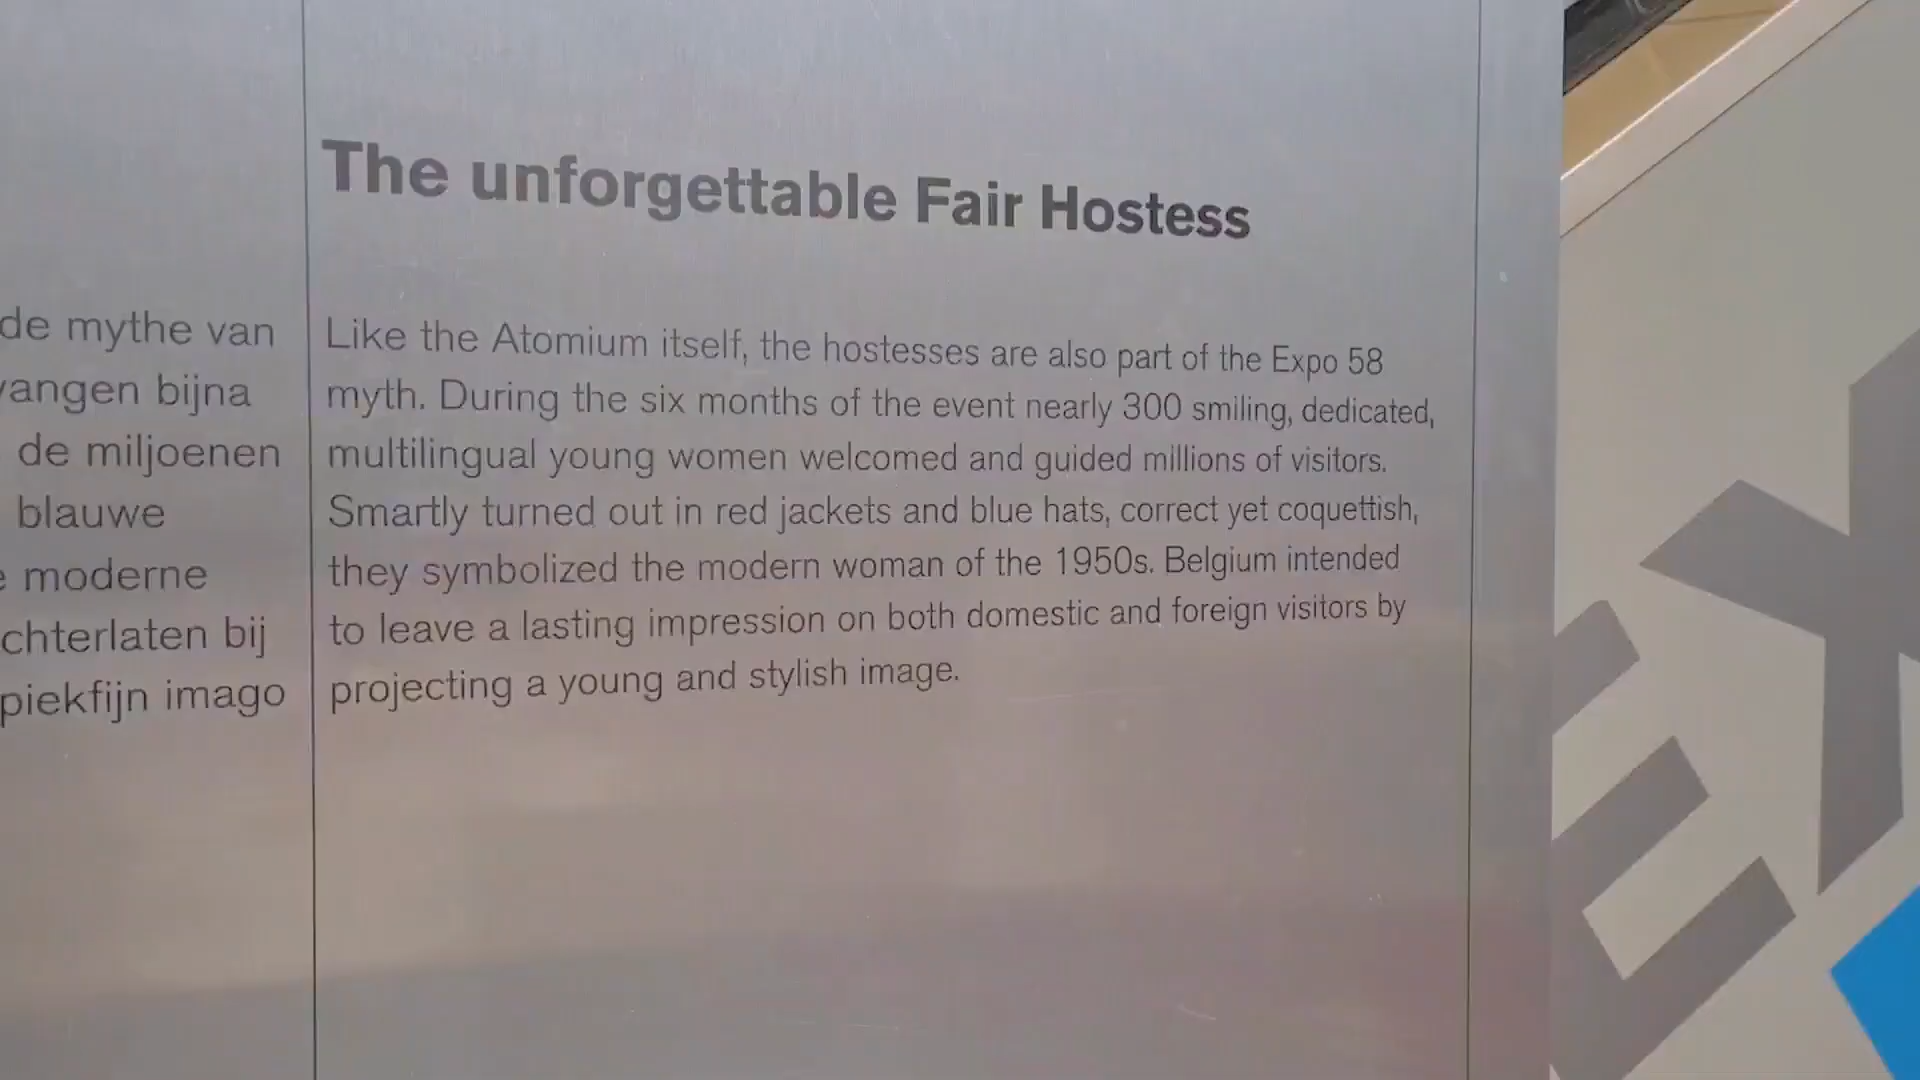 de mythe van
vangen bijna
de miljoenen
blauwe
e moderne
chterlaten bij
piekfijn imago
The unforgettable Fair Hostess
Like the Atomium itself, the hostesses are also part of the Expo 58
myth. During the six months of the event nearly 300 smiling, dedicated,
multilingual young women welcomed and guided millions of visitors.
Smartly turned out in red jackets and blue hats, correct yet coquettish,
they symbolized the modern woman of the 1950s. Belgium intended
to leave a lasting impression on both domestic and foreign visitors by
projecting a young and stylish image.
EX